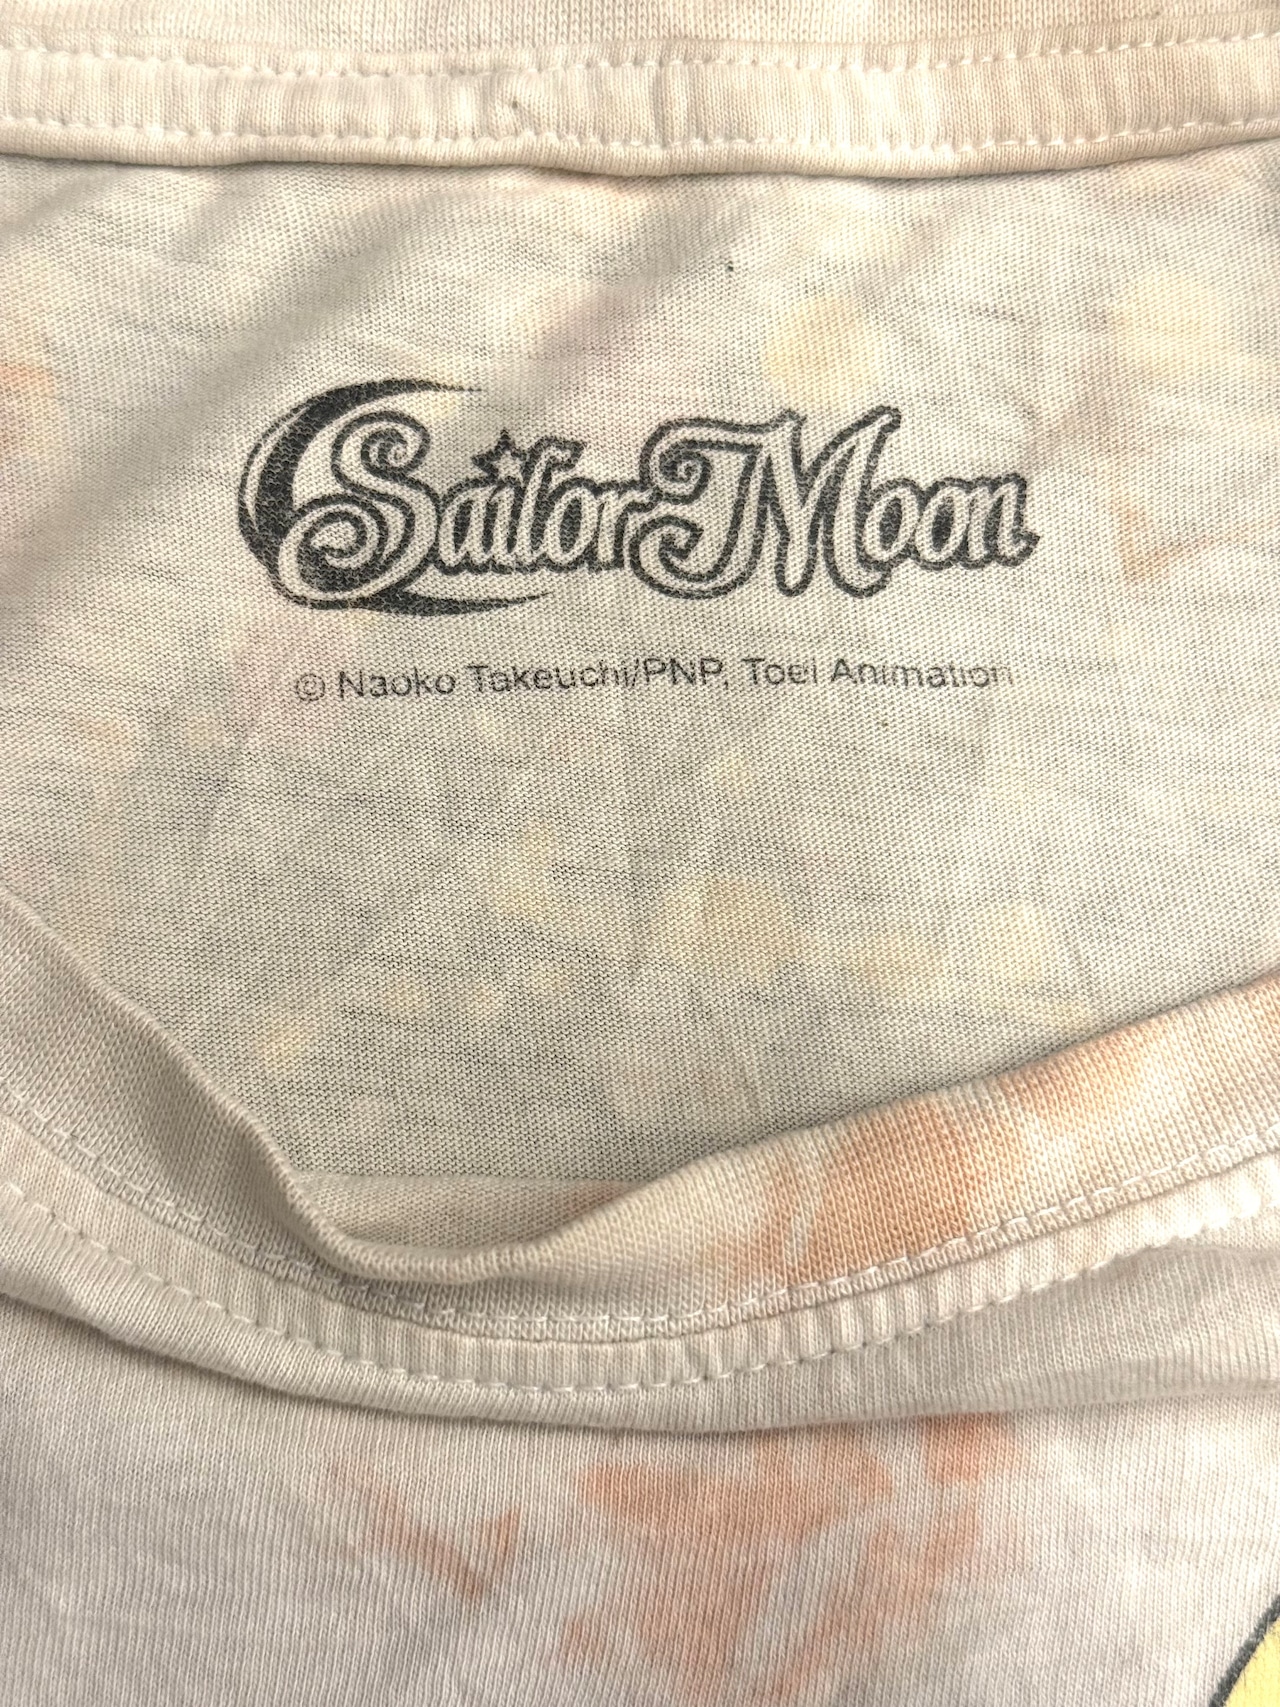 Sailor Moon
© Naoko Takeuchi/PNP, Toei Animation